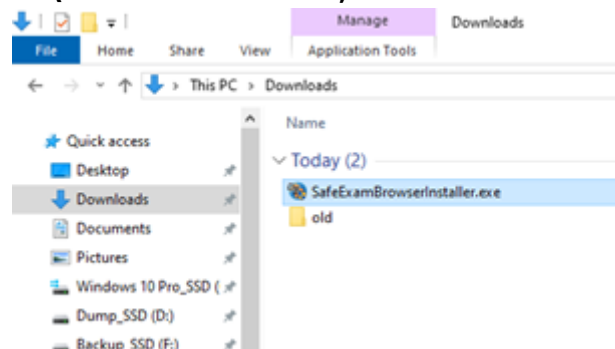 Manage
Downloads
File
Home
Share
View
Application Tools
This PC > Downloads
Name
Quick access
Desktop
Downloads
Documents
Pictures
Windows 10 Pro_SSD (
Dump_SSD (D:)
Backup_SSD (F:)
Today (2)
SafeExamBrowserInstaller.exe
old